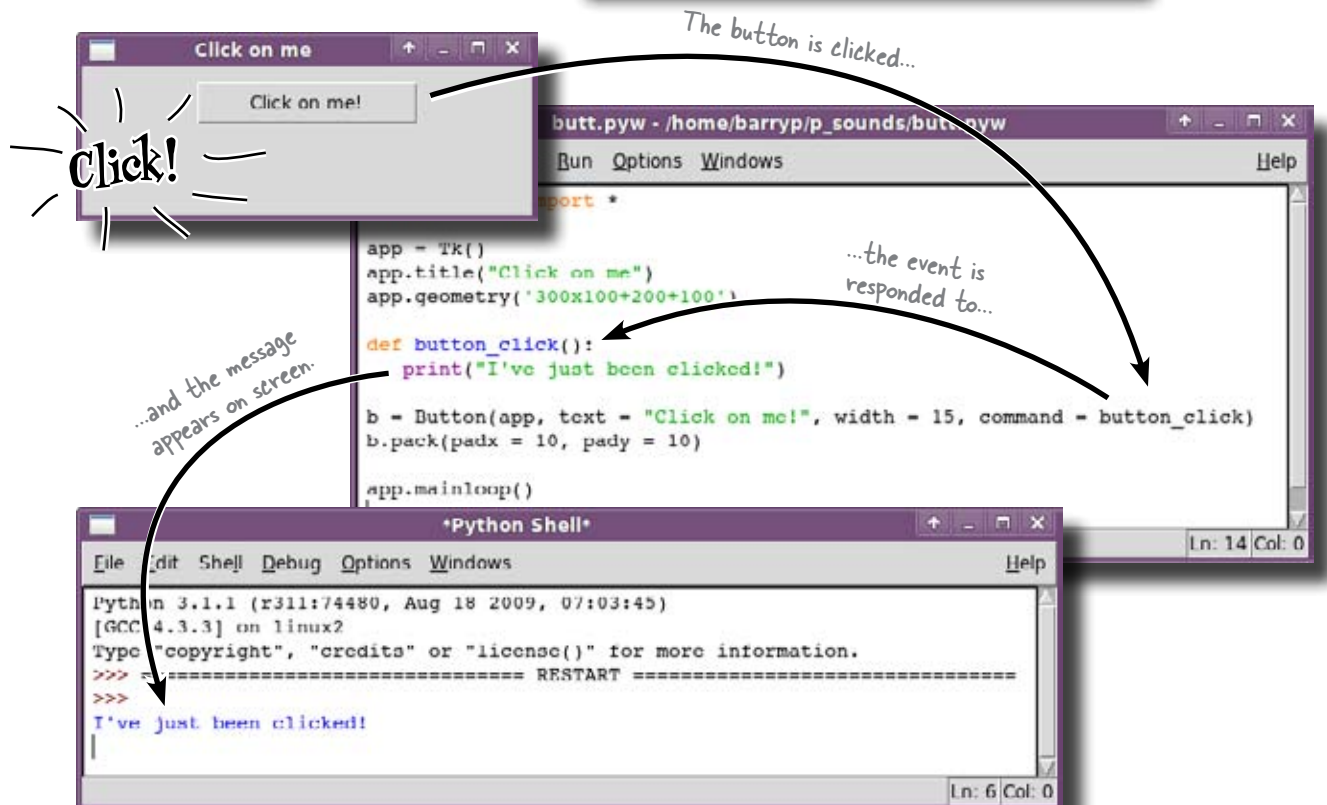 The button is clicked...
Click on me
Click on me!
Click!
butt.pyw - /home/barryp/p_sounds/butt.pyw
Run Options Windows Help
import *
app = Tk()
app.title("Click on me")
app.geometry('300x100+200+100')
...the event is
responded to...
def button_click():
print("I've just been clicked!")
...and the message
appears on screen.
b = Button(app, text = "Click on me!", width = 15, command = button_click)
b.pack(padx = 10, pady = 10)
app.mainloop()
Ln: 14 Col: 0
*Python Shell*
File Edit Shell Debug Options Windows Help
Python 3.1.1 (r311:74480, Aug 18 2009, 07:03:45)
[GCC 4.3.3] on linux2
Type "copyright", "credits" or "license()" for more information.
>>> ================================ RESTART ================================
>>>
I've just been clicked!
Ln: 6 Col: 0